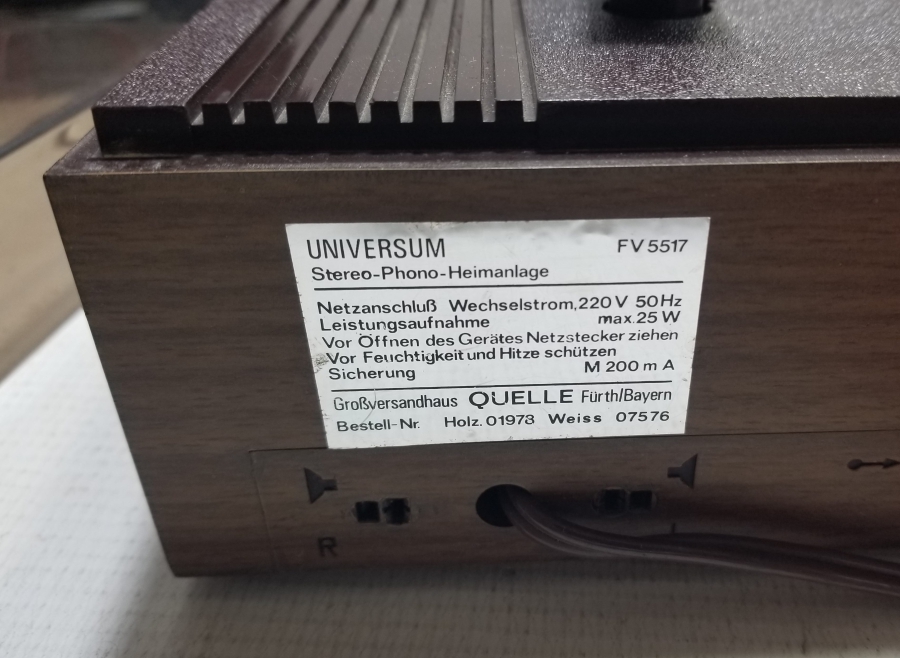 UNIVERSUM FV 5517
Stereo-Phono-Heimanlage
Netzanschluß Wechselstrom, 220 V 50 Hz
Leistungsaufnahme max. 25 W
Vor Öffnen des Gerätes Netzstecker ziehen
Vor Feuchtigkeit und Hitze schützen
Sicherung M 200 m A
Großversandhaus QUELLE Fürth/Bayern
Bestell-Nr. Holz. 01973 Weiss 07576
R